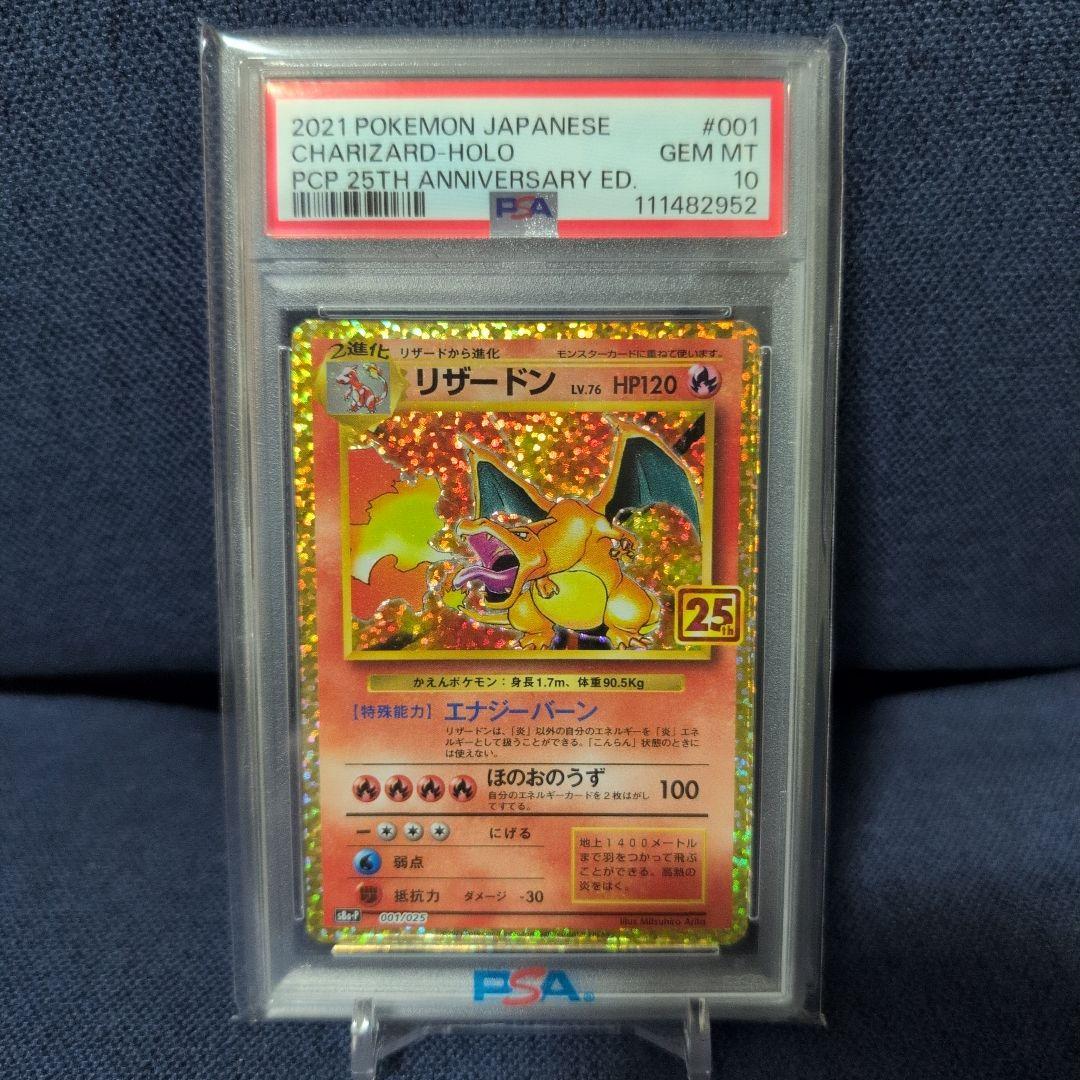 2021 POKEMON JAPANESE #001
CHARIZARD-HOLO GEM MT
PCP 25TH ANNIVERSARY ED. 10
PSA 111482952
2進化 リザードから進化 モンスターカードに重ねて使います。
リザードン LV.76 HP120
25th
かえんポケモン:身長1.7m、体重90.5Kg
【特殊能力】エナジーバーン
リザードンは、「炎」以外の自分のエネルギーを「炎」エネ
ルギーとして扱うことができる。「こんらん」状態のときに
は使えない。
ほのおのうず 100
自分のエネルギーカードを2枚はがし
てすてる。
にげる
弱点
抵抗力 ダメージ -30
地上1400メートル
まで羽をつかって飛ぶ
ことができる。高熱の
炎をはく。
s8a-P 001/025 Illus. Mitsuhiro Arita
PSA®